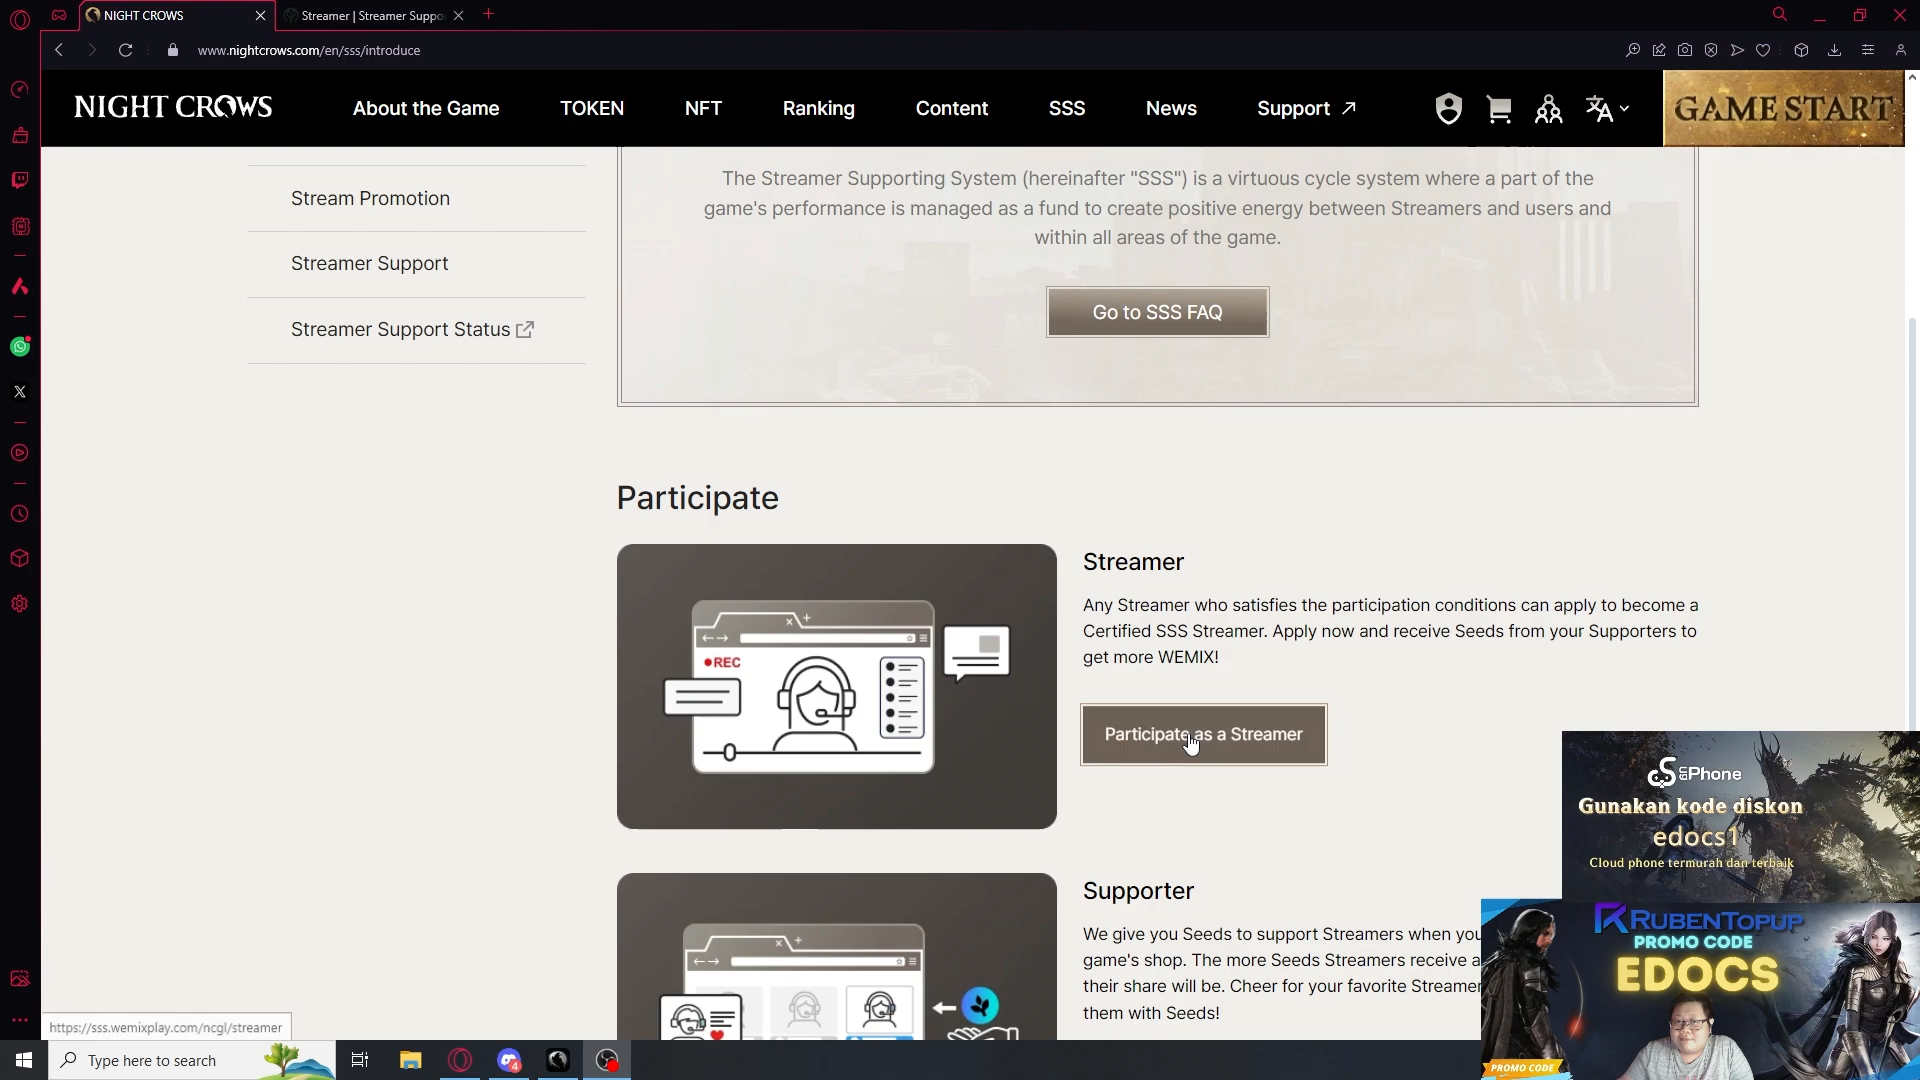 NIGHT CROWS
Streamer | Streamer Suppo
www.nightcrows.com/en/sss/introduce
NIGHT CROWS
About the Game
TOKEN
NFT
Ranking
Content
SSS
News
Support
GAME START
Stream Promotion
Streamer Support
Streamer Support Status
The Streamer Supporting System (hereinafter "SSS") is a virtuous cycle system where a part of the
game's performance is managed as a fund to create positive energy between Streamers and users and
within all areas of the game.
Go to SSS FAQ
Participate
REC
Streamer
Any Streamer who satisfies the participation conditions can apply to become a
Certified SSS Streamer. Apply now and receive Seeds from your Supporters to
get more WEMIX!
Participate as a Streamer
Supporter
We give you Seeds to support Streamers when you
game's shop. The more Seeds Streamers receive a
their share will be. Cheer for your favorite Streamer
them with Seeds!
Phone
Gunakan kode diskon
edocs1
Cloud phone termurah dan terbaik
RUBENTOPUP
PROMO CODE
EDOCS
PROMO CODE
https://sss.wemixplay.com/ncgl/streamer
Type here to search
4